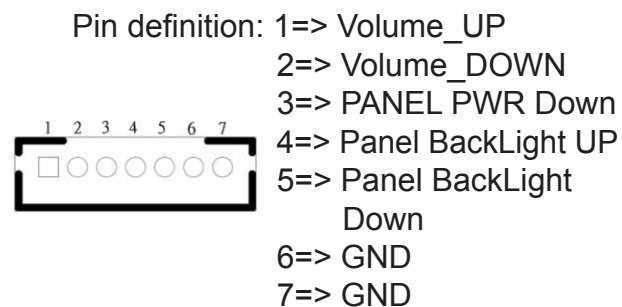 Pin definition: 1=> Volume_UP
2=> Volume_DOWN
3=> PANEL PWR Down
1 2 3 4 5 6 7
4=> Panel BackLight UP
5=> Panel BackLight
Down
6=> GND
7=> GND